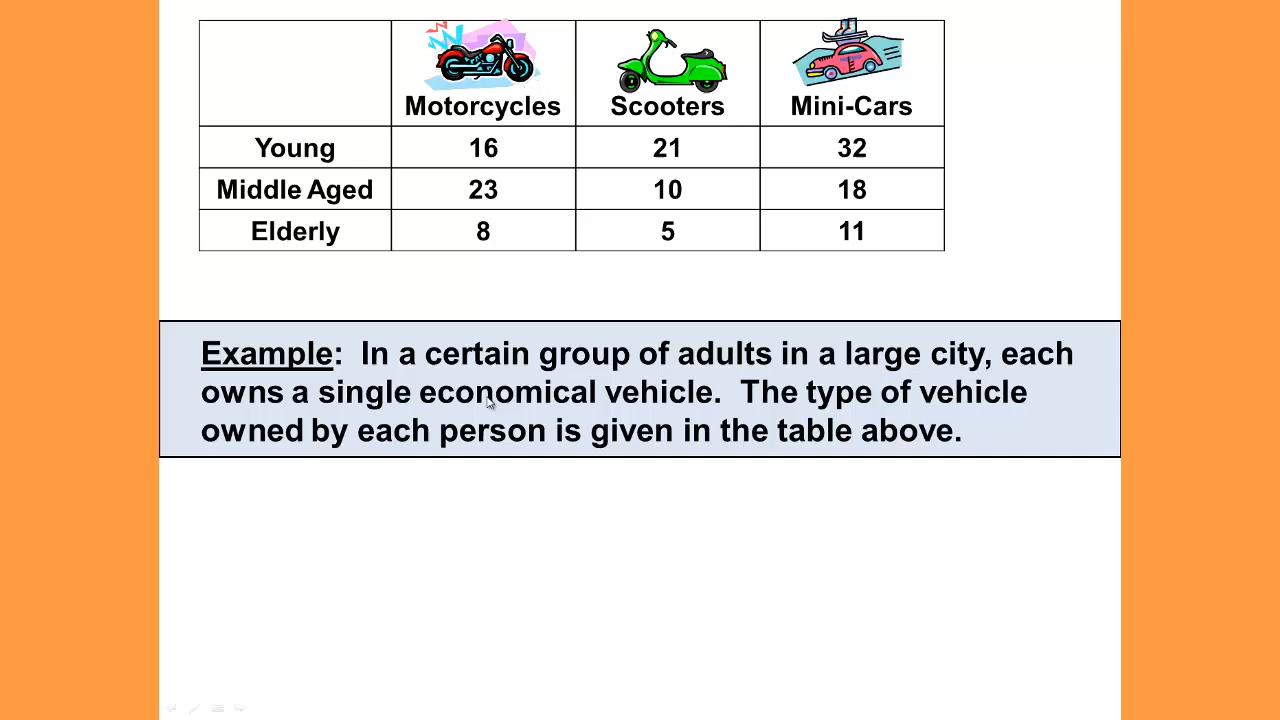 Motorcycles Scooters Mini-Cars
Young 16 21 32
Middle Aged 23 10 18
Elderly 8 5 11
Example: In a certain group of adults in a large city, each
owns a single economical vehicle. The type of vehicle
owned by each person is given in the table above.